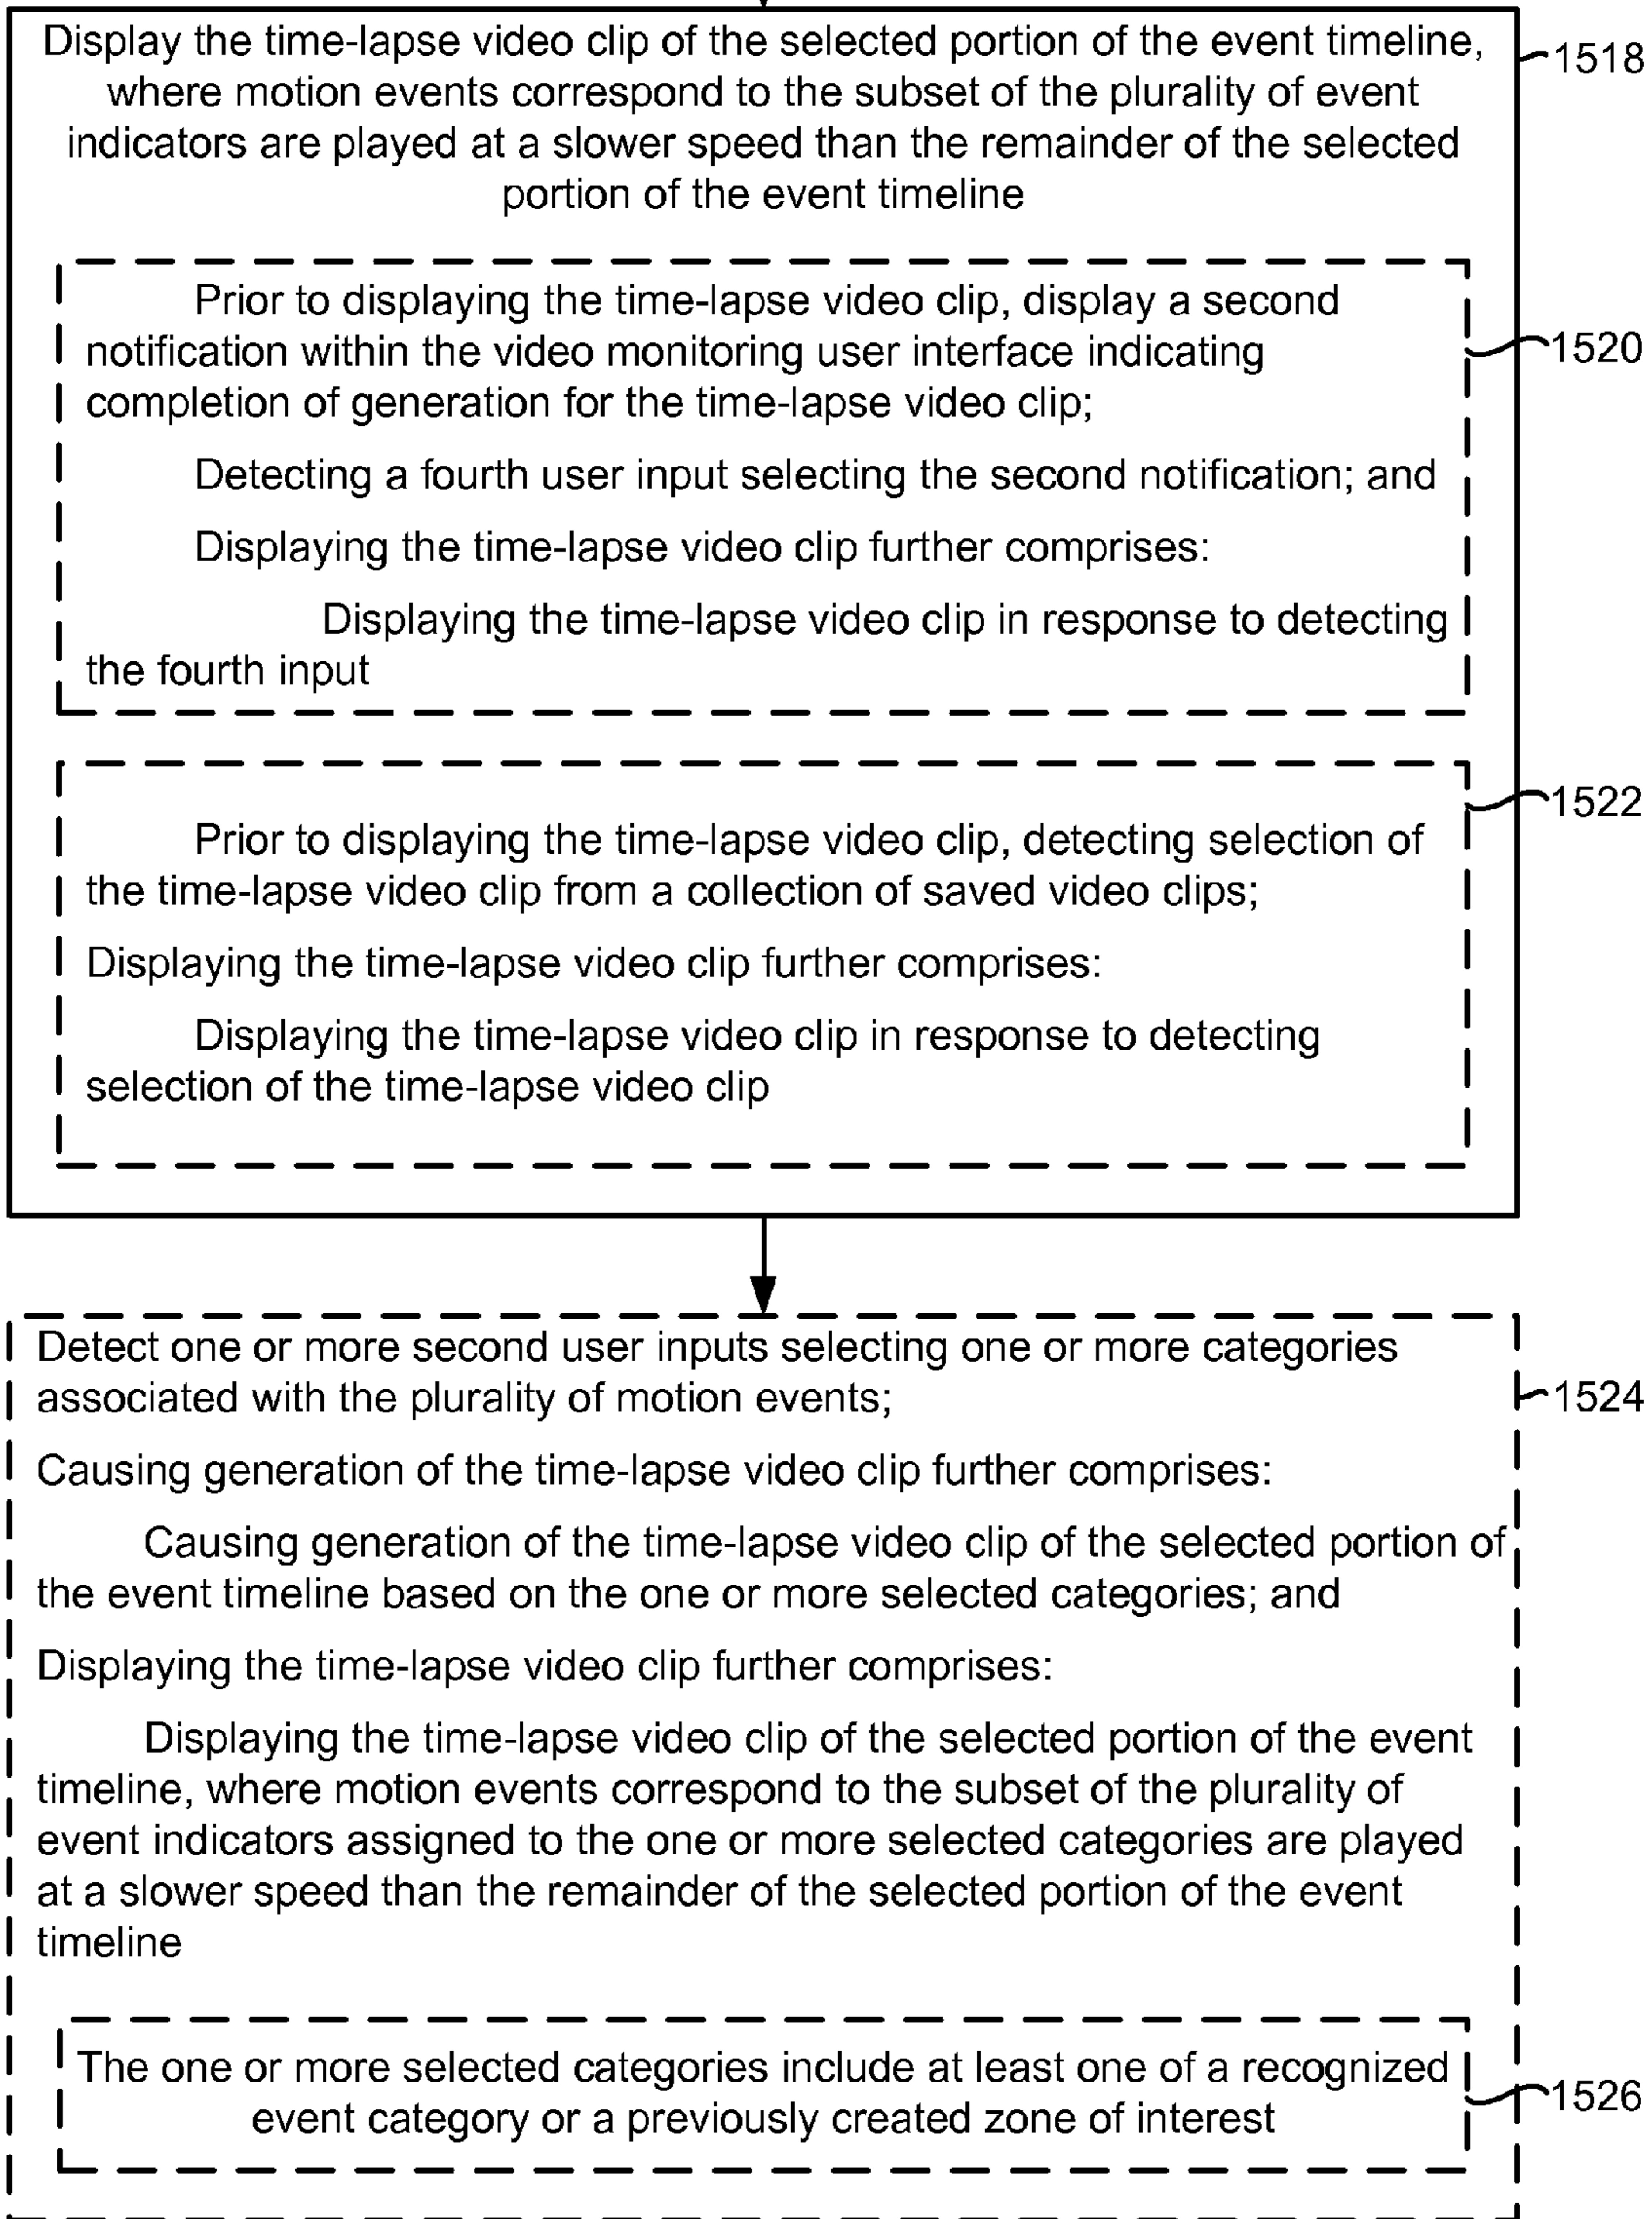 Display the time-lapse video clip of the selected portion of the event timeline,
where motion events correspond to the subset of the plurality of event
indicators are played at a slower speed than the remainder of the selected
portion of the event timeline
1518
Prior to displaying the time-lapse video clip, display a second
notification within the video monitoring user interface indicating
completion of generation for the time-lapse video clip;
1520
Detecting a fourth user input selecting the second notification; and
Displaying the time-lapse video clip further comprises:
Displaying the time-lapse video clip in response to detecting
the fourth input
1522
Prior to displaying the time-lapse video clip, detecting selection of
the time-lapse video clip from a collection of saved video clips;
Displaying the time-lapse video clip further comprises:
Displaying the time-lapse video clip in response to detecting
selection of the time-lapse video clip
Detect one or more second user inputs selecting one or more categories
associated with the plurality of motion events;
1524
Causing generation of the time-lapse video clip further comprises:
Causing generation of the time-lapse video clip of the selected portion of
the event timeline based on the one or more selected categories; and
Displaying the time-lapse video clip further comprises:
Displaying the time-lapse video clip of the selected portion of the event
timeline, where motion events correspond to the subset of the plurality of
event indicators assigned to the one or more selected categories are played
at a slower speed than the remainder of the selected portion of the event
timeline
The one or more selected categories include at least one of a recognized
event category or a previously created zone of interest
1526